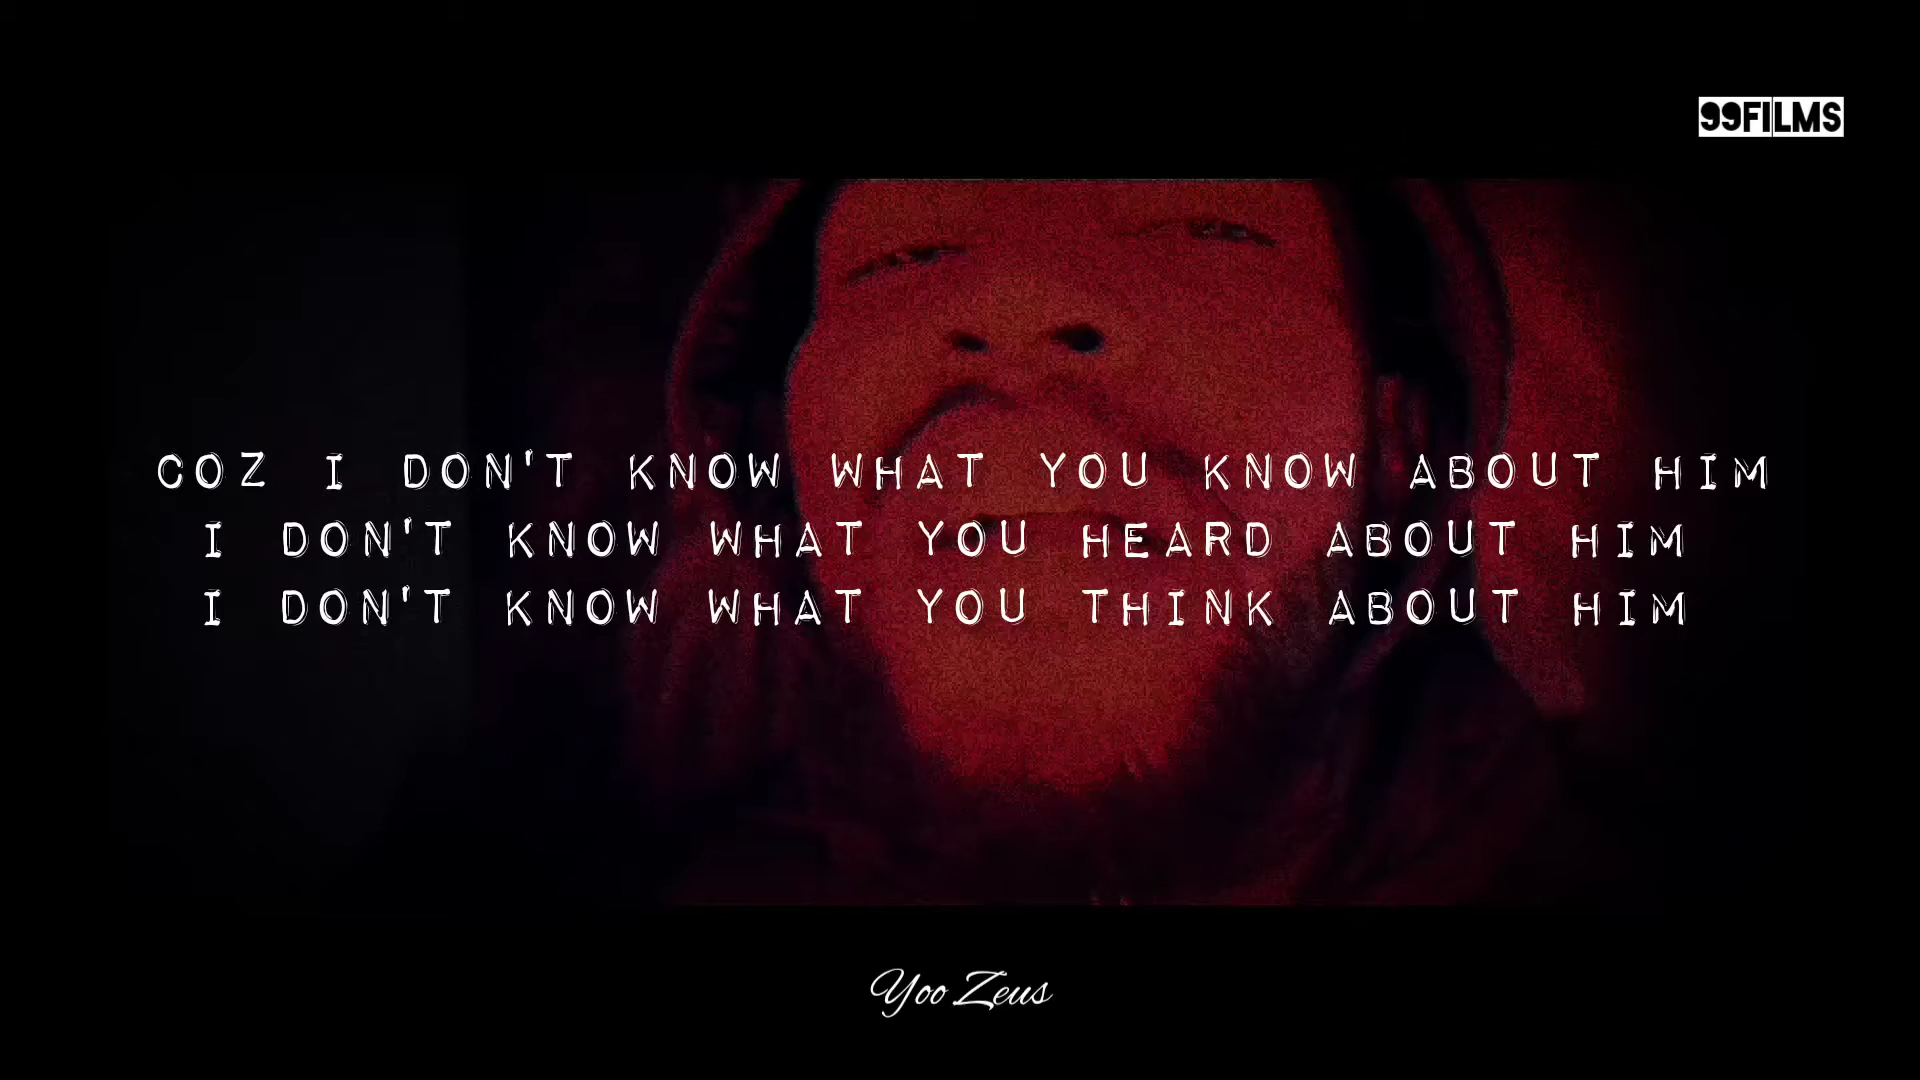 99FILMS
COZ I DON'T KNOW WHAT YOU KNOW ABOUT HIM
I DON'T KNOW WHAT YOU HEARD ABOUT HIM
I DON'T KNOW WHAT YOU THINK ABOUT HIM
Yoo Zeus